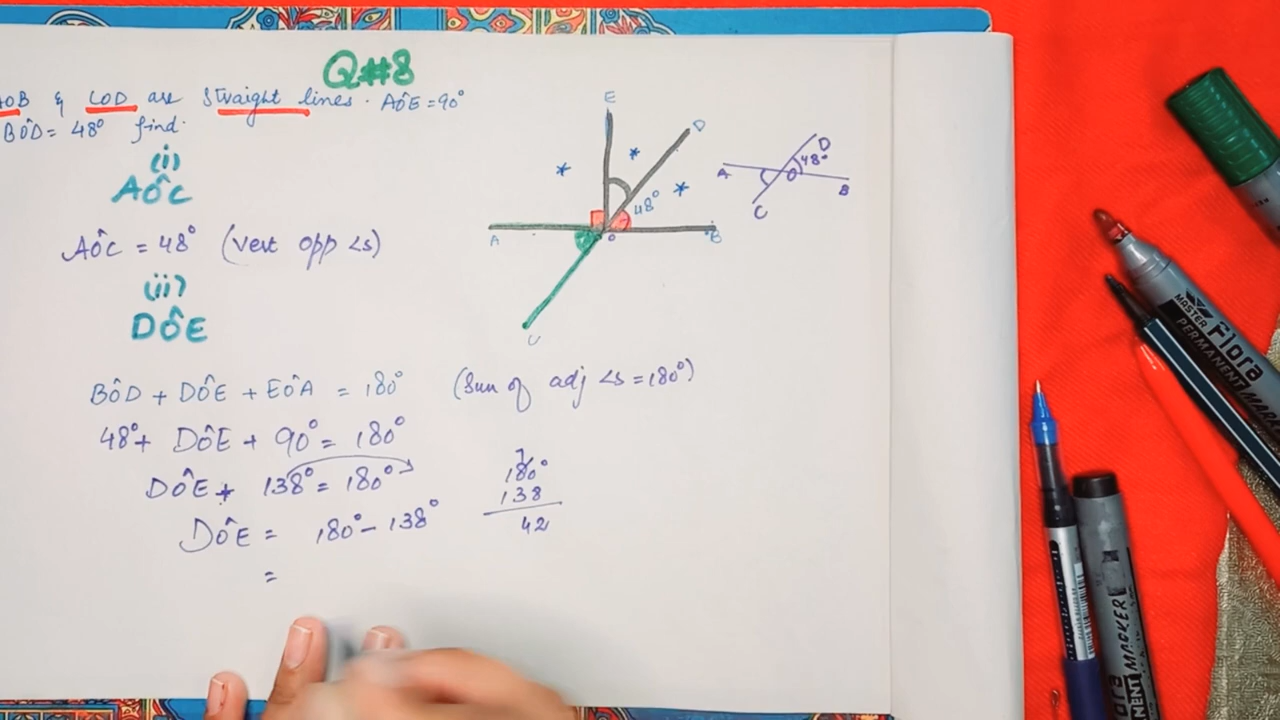 Q#8
AOB & COD are straight lines. AÔE = 90°
BÔD = 48° find.
(i)
AÔC
AÔC = 48° (vert opp <s)
(ii)
DÔE
BÔD + DÔE + EÔA = 180° (Sum of adj <s = 180°)
48° + DÔE + 90° = 180°
DÔE + 138° = 180°
DÔE = 180° - 138°
=
180°
138
42
E
D
48°
A
O
B
C
D
48°
A
O
B
C
MASTER
Flora
PERMANENT MARKER
MARKER